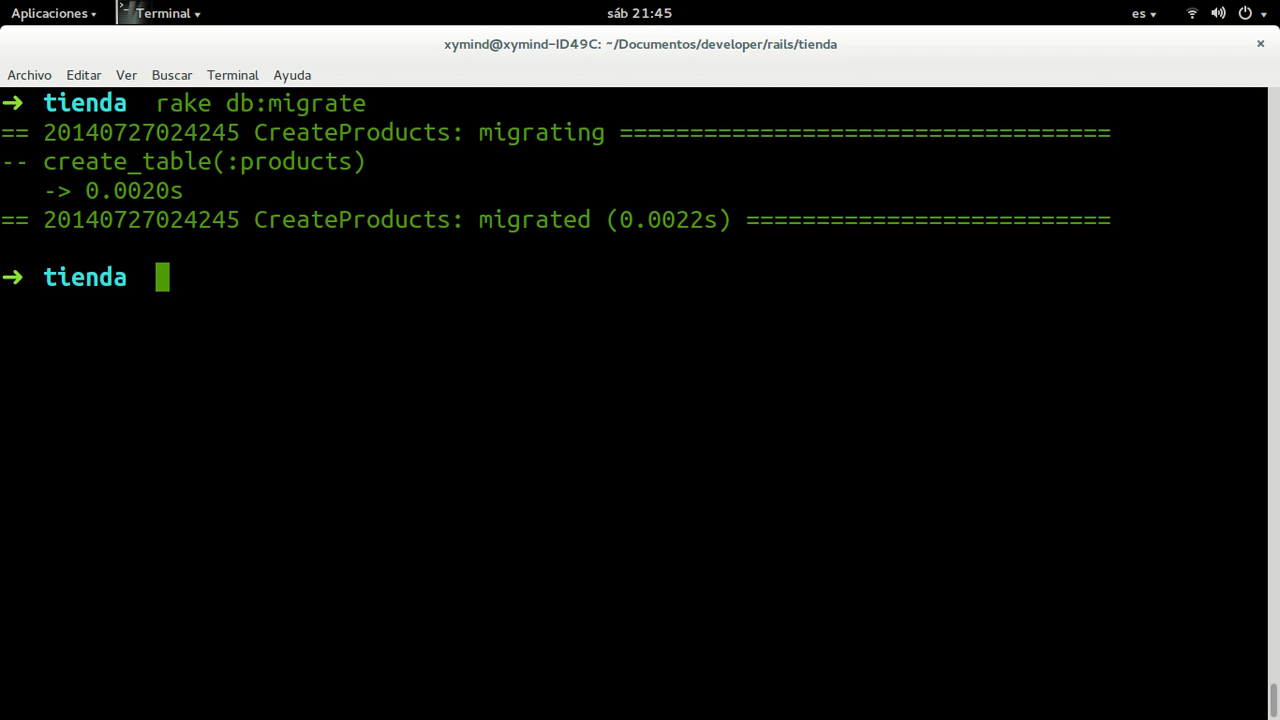 Aplicaciones Terminal sáb 21:45 es
xymind@xymind-ID49C: ~/Documentos/developer/rails/tienda ×
Archivo Editar Ver Buscar Terminal Ayuda
➜ tienda  rake db:migrate
== 20140727024245 CreateProducts: migrating ===================================
-- create_table(:products)
   -> 0.0020s
== 20140727024245 CreateProducts: migrated (0.0022s) ==========================
➜ tienda